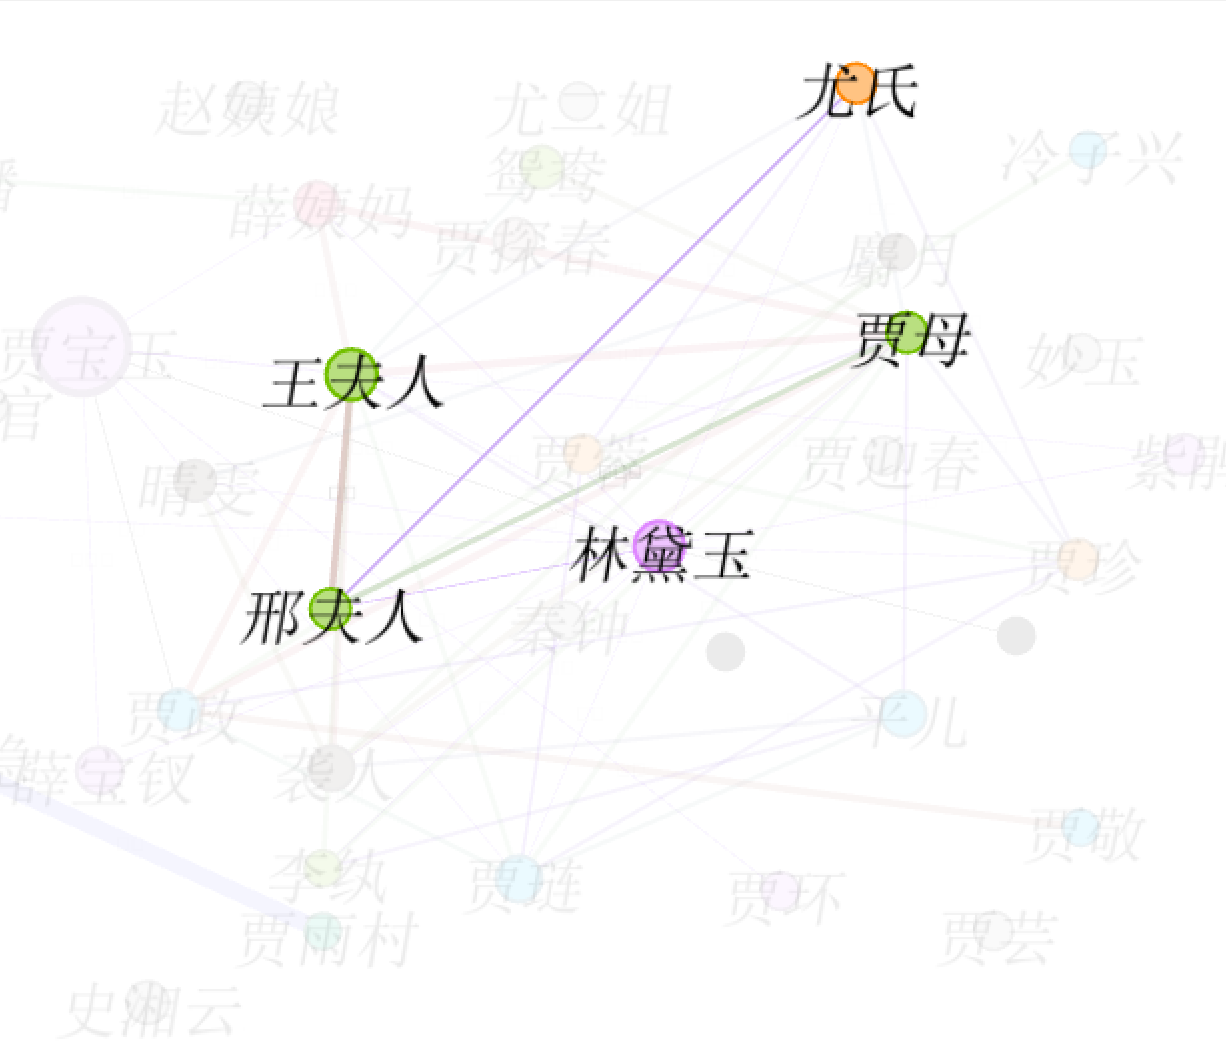 尤氏
赵姨娘
尤二姐
冷子兴
鸳鸯
薛姨妈
贾探春
麝月
贾宝玉
贾母
妙玉
王夫人
官
贾蓉
贾迎春
紫鹃
晴雯
林黛玉
贾珍
邢夫人
秦钟
贾政
平儿
薛宝钗
袭人
贾敬
李纨
贾琏
贾环
贾雨村
贾芸
史湘云